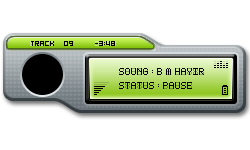 TRACK 09 -3:48
SOUNG : B M HAYIR
STATUS : PAUSE